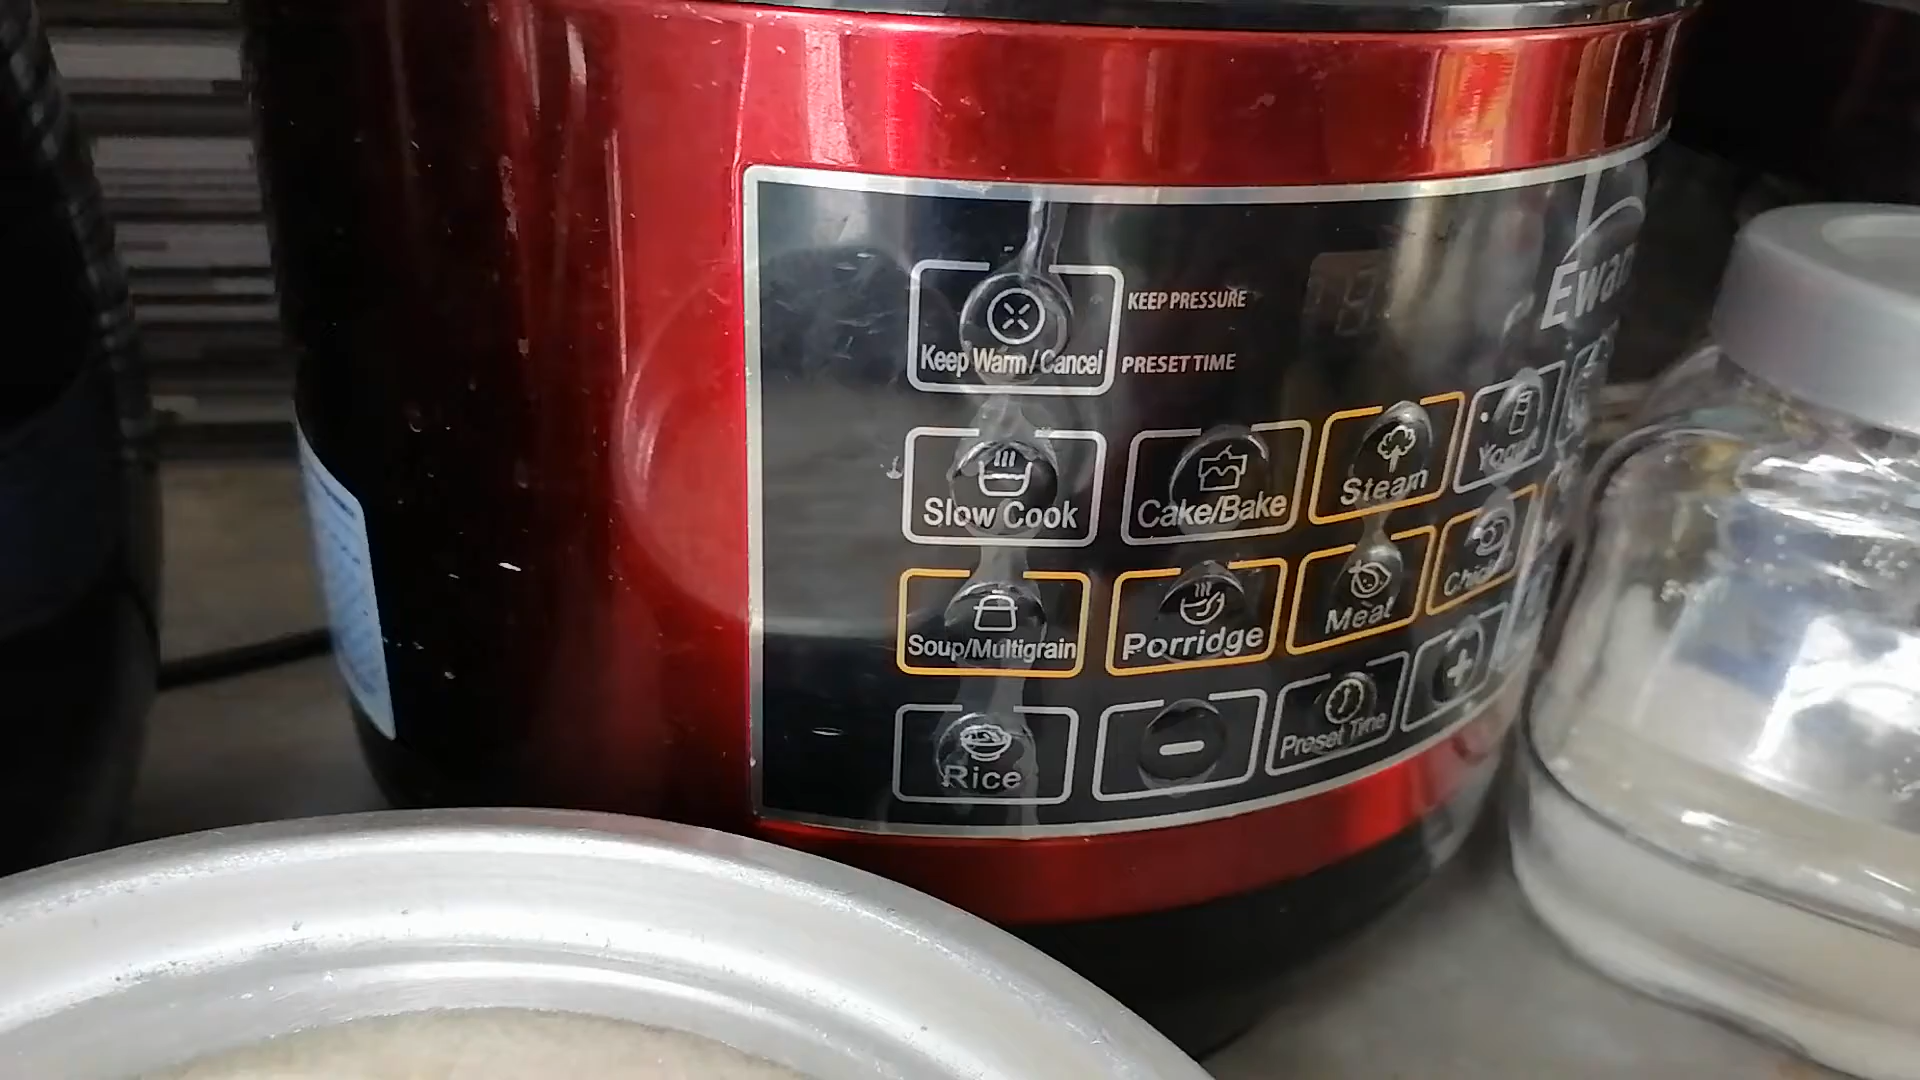 KEEP PRESSURE
Keep Warm / Cancel
PRESET TIME
Slow Cook
Cake/Bake
Steam
Soup/Multigrain
Porridge
Meat
Rice
-
Preset Time
+